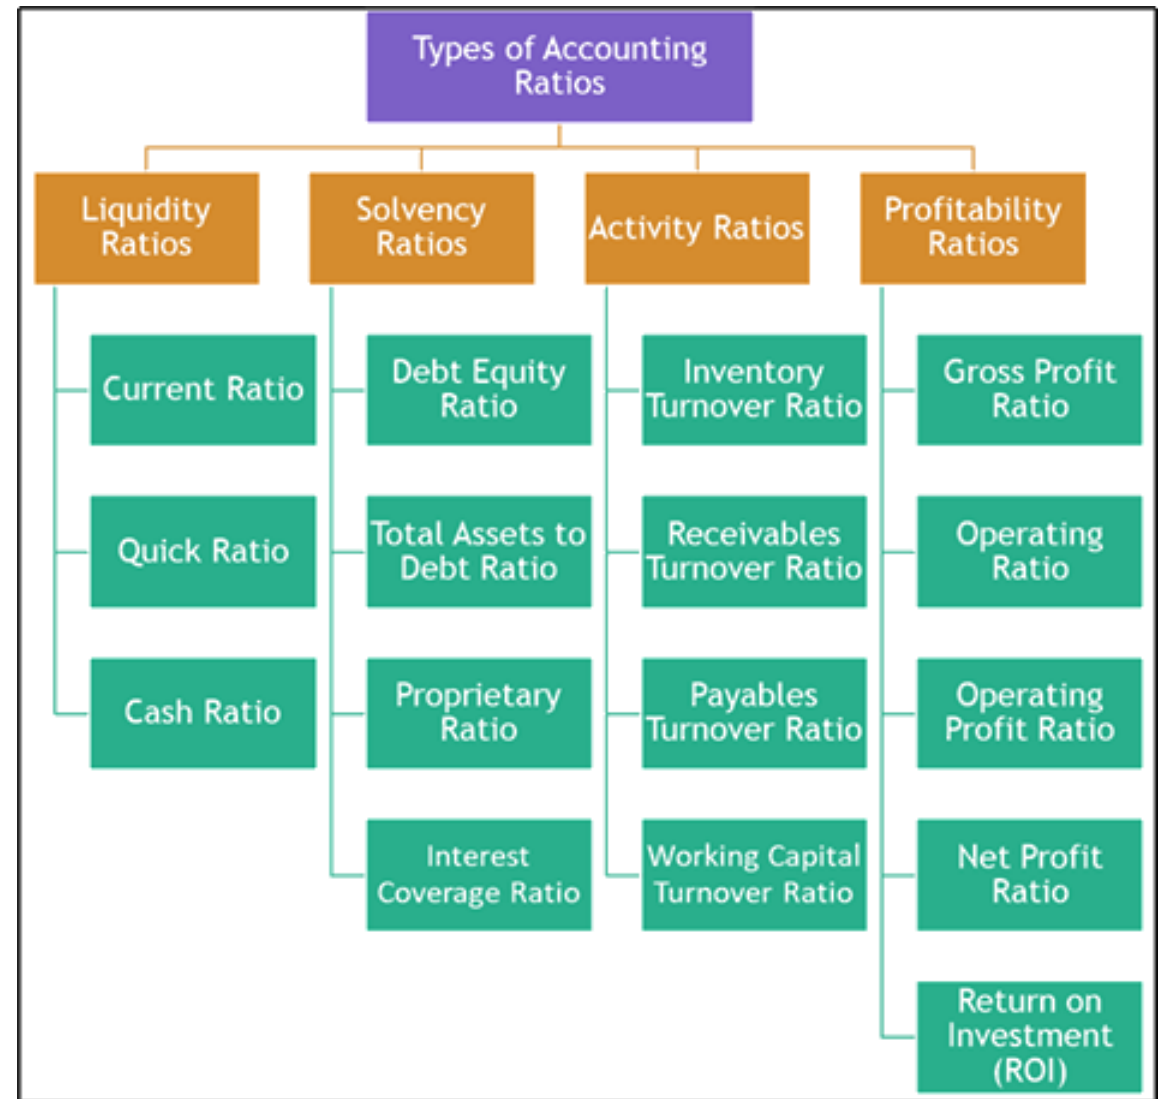 Types of Accounting
Ratios
Liquidity
Ratios
Solvency
Ratios
Activity Ratios
Profitability
Ratios
Current Ratio
Debt Equity
Ratio
Inventory
Turnover Ratio
Gross Profit
Ratio
Quick Ratio
Total Assets to
Debt Ratio
Receivables
Turnover Ratio
Operating
Ratio
Cash Ratio
Proprietary
Ratio
Payables
Turnover Ratio
Operating
Profit Ratio
Interest
Coverage Ratio
Working Capital
Turnover Ratio
Net Profit
Ratio
Return on
Investment
(ROI)